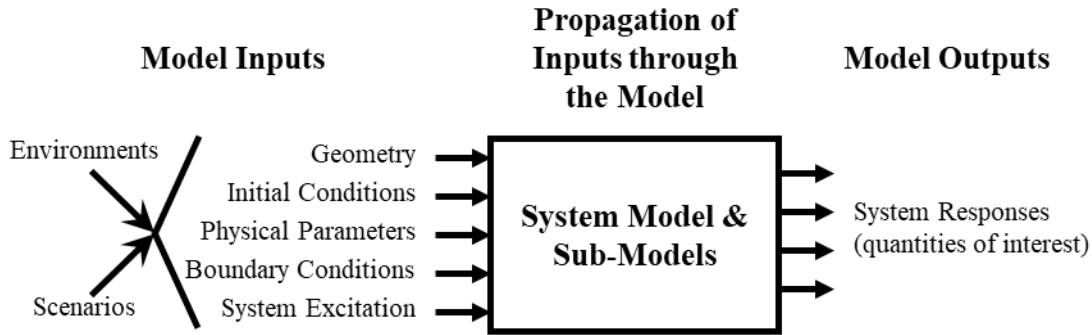 Model Inputs
Propagation of
Inputs through
the Model
Model Outputs
Environments
Scenarios
Geometry
Initial Conditions
Physical Parameters
Boundary Conditions
System Excitation
System Model &
Sub-Models
System Responses
(quantities of interest)